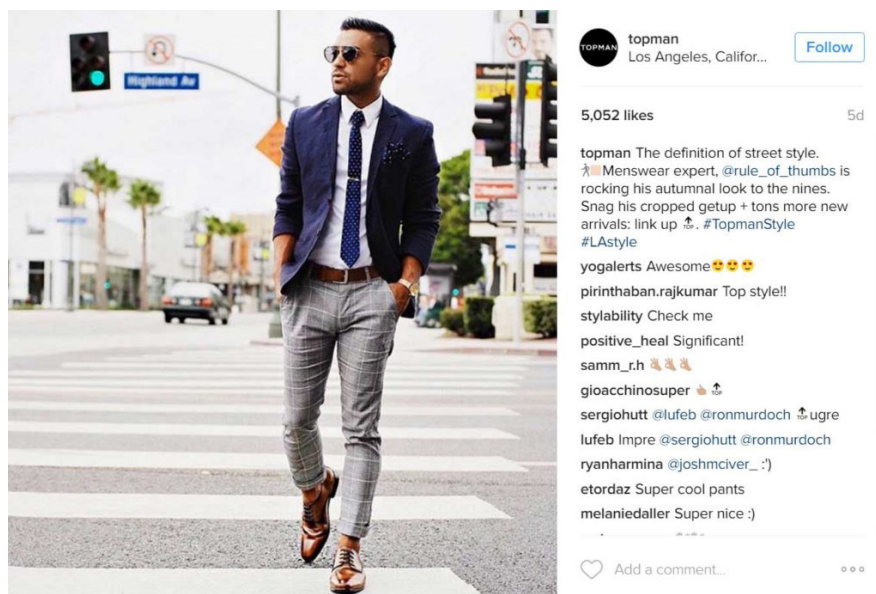 Highland Av
TOPMAN
topman
Los Angeles, Califor...
Follow
5,052 likes
5d
topman The definition of street style.
Menswear expert, @rule_of_thumbs is
rocking his autumnal look to the nines.
Snag his cropped getup + tons more new
arrivals: link up 🔝. #TopmanStyle
#LAstyle
yogalerts Awesome😍😍😍
pirinthaban.rajkumar Top style!!
stylability Check me
positive_heal Significant!
samm_r.h 👌🏼👌🏼👌🏼
gioacchinosuper 👍🏼🔝
sergiohutt @lufeb @ronmurdoch 🔝ugre
lufeb Impre @sergiohutt @ronmurdoch
ryanharmina @joshmciver_ :')
etordaz Super cool pants
melaniedaller Super nice :)
Add a comment...